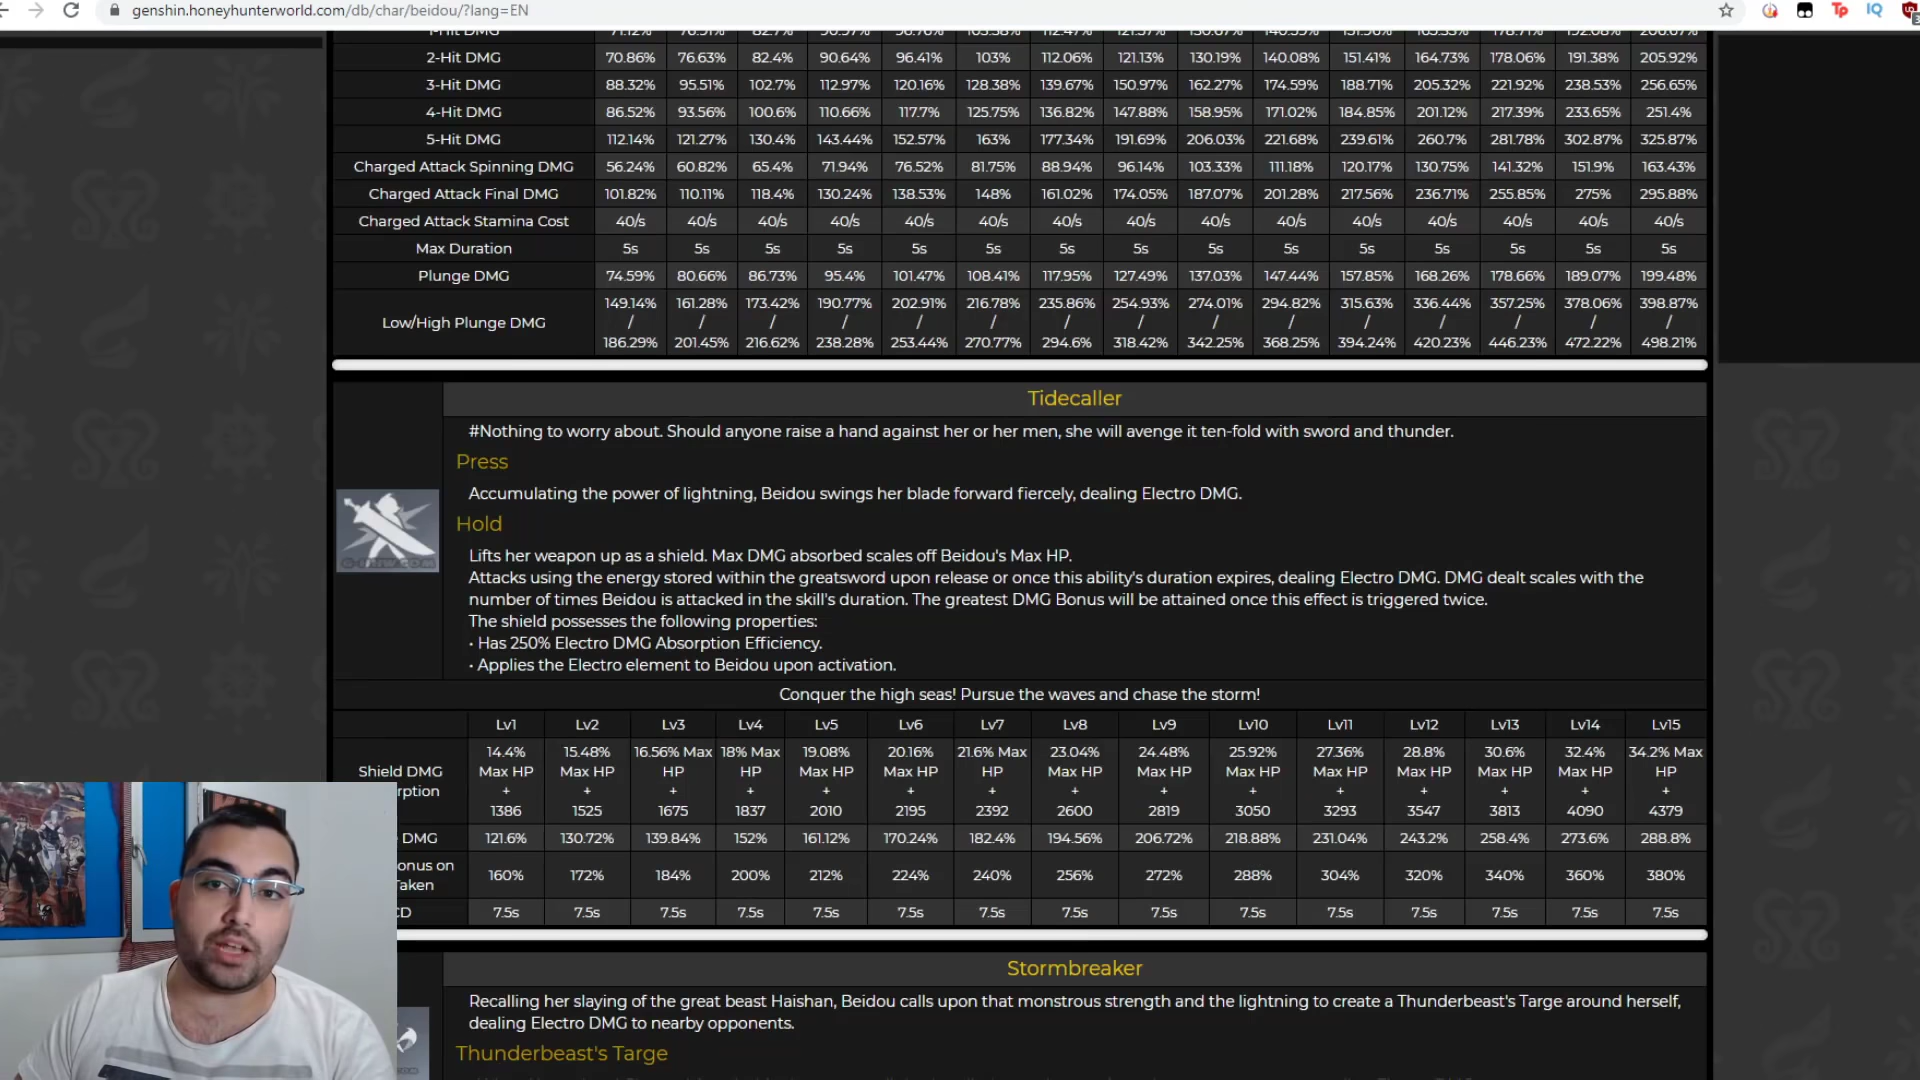 genshin.honeyhunterworld.com/db/char/beidou/?lang=EN
2-Hit DMG 70.86% 76.63% 82.4% 90.64% 96.41% 103% 112.06% 121.13% 130.19% 140.08% 151.41% 164.73% 178.06% 191.38% 205.92%
3-Hit DMG 88.32% 95.51% 102.7% 112.97% 120.16% 128.38% 139.67% 150.97% 162.27% 174.59% 188.71% 205.32% 221.92% 238.53% 256.65%
4-Hit DMG 86.52% 93.56% 100.6% 110.66% 117.7% 125.75% 136.82% 147.88% 158.95% 171.02% 184.85% 201.12% 217.39% 233.65% 251.4%
5-Hit DMG 112.14% 121.27% 130.4% 143.44% 152.57% 163% 177.34% 191.69% 206.03% 221.68% 239.61% 260.7% 281.78% 302.87% 325.87%
Charged Attack Spinning DMG 56.24% 60.82% 65.4% 71.94% 76.52% 81.75% 88.94% 96.14% 103.33% 111.18% 120.17% 130.75% 141.32% 151.9% 163.43%
Charged Attack Final DMG 101.82% 110.11% 118.4% 130.24% 138.53% 148% 161.02% 174.05% 187.07% 201.28% 217.56% 236.71% 255.85% 275% 295.88%
Charged Attack Stamina Cost 40/s 40/s 40/s 40/s 40/s 40/s 40/s 40/s 40/s 40/s 40/s 40/s 40/s 40/s 40/s
Max Duration 5s 5s 5s 5s 5s 5s 5s 5s 5s 5s 5s 5s 5s 5s 5s
Plunge DMG 74.59% 80.66% 86.73% 95.4% 101.47% 108.41% 117.95% 127.49% 137.03% 147.44% 157.85% 168.26% 178.66% 189.07% 199.48%
149.14% 161.28% 173.42% 190.77% 202.91% 216.78% 235.86% 254.93% 274.01% 294.82% 315.63% 336.44% 357.25% 378.06% 398.87%
Low/High Plunge DMG / / / / / / / / / / / / / / /
186.29% 201.45% 216.62% 238.28% 253.44% 270.77% 294.6% 318.42% 342.25% 368.25% 394.24% 420.23% 446.23% 472.22% 498.21%
Tidecaller
#Nothing to worry about. Should anyone raise a hand against her or her men, she will avenge it ten-fold with sword and thunder.
Press
Accumulating the power of lightning, Beidou swings her blade forward fiercely, dealing Electro DMG.
Hold
Lifts her weapon up as a shield. Max DMG absorbed scales off Beidou's Max HP.
Attacks using the energy stored within the greatsword upon release or once this ability's duration expires, dealing Electro DMG. DMG dealt scales with the
number of times Beidou is attacked in the skill's duration. The greatest DMG Bonus will be attained once this effect is triggered twice.
The shield possesses the following properties:
• Has 250% Electro DMG Absorption Efficiency.
• Applies the Electro element to Beidou upon activation.
Conquer the high seas! Pursue the waves and chase the storm!
Lv1 Lv2 Lv3 Lv4 Lv5 Lv6 Lv7 Lv8 Lv9 Lv10 Lv11 Lv12 Lv13 Lv14 Lv15
14.4% 15.48% 16.56% Max 18% Max 19.08% 20.16% 21.6% Max 23.04% 24.48% 25.92% 27.36% 28.8% 30.6% 32.4% 34.2% Max
Shield DMG Max HP Max HP HP HP Max HP Max HP HP Max HP Max HP Max HP Max HP Max HP Max HP Max HP HP
rption + + + + + + + + + + + + + + +
1386 1525 1675 1837 2010 2195 2392 2600 2819 3050 3293 3547 3813 4090 4379
DMG 121.6% 130.72% 139.84% 152% 161.12% 170.24% 182.4% 194.56% 206.72% 218.88% 231.04% 243.2% 258.4% 273.6% 288.8%
onus on
Taken 160% 172% 184% 200% 212% 224% 240% 256% 272% 288% 304% 320% 340% 360% 380%
CD 7.5s 7.5s 7.5s 7.5s 7.5s 7.5s 7.5s 7.5s 7.5s 7.5s 7.5s 7.5s 7.5s 7.5s 7.5s
Stormbreaker
Recalling her slaying of the great beast Haishan, Beidou calls upon that monstrous strength and the lightning to create a Thunderbeast's Targe around herself,
dealing Electro DMG to nearby opponents.
Thunderbeast's Targe